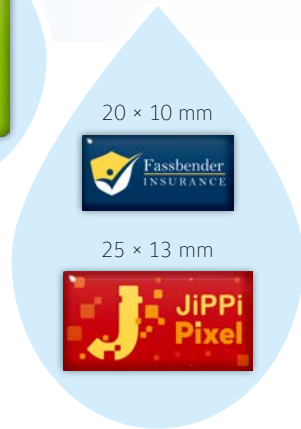 20 × 10 mm
Fassbender
INSURANCE
25 × 13 mm
JiPPi
Pixel